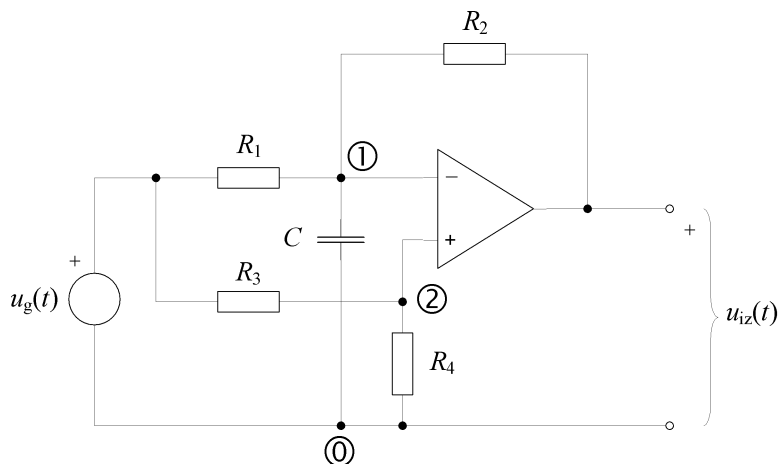 R2
R1
①
−
C
+
+
+
R3
②
ug(t)
uiz(t)
R4
⓪